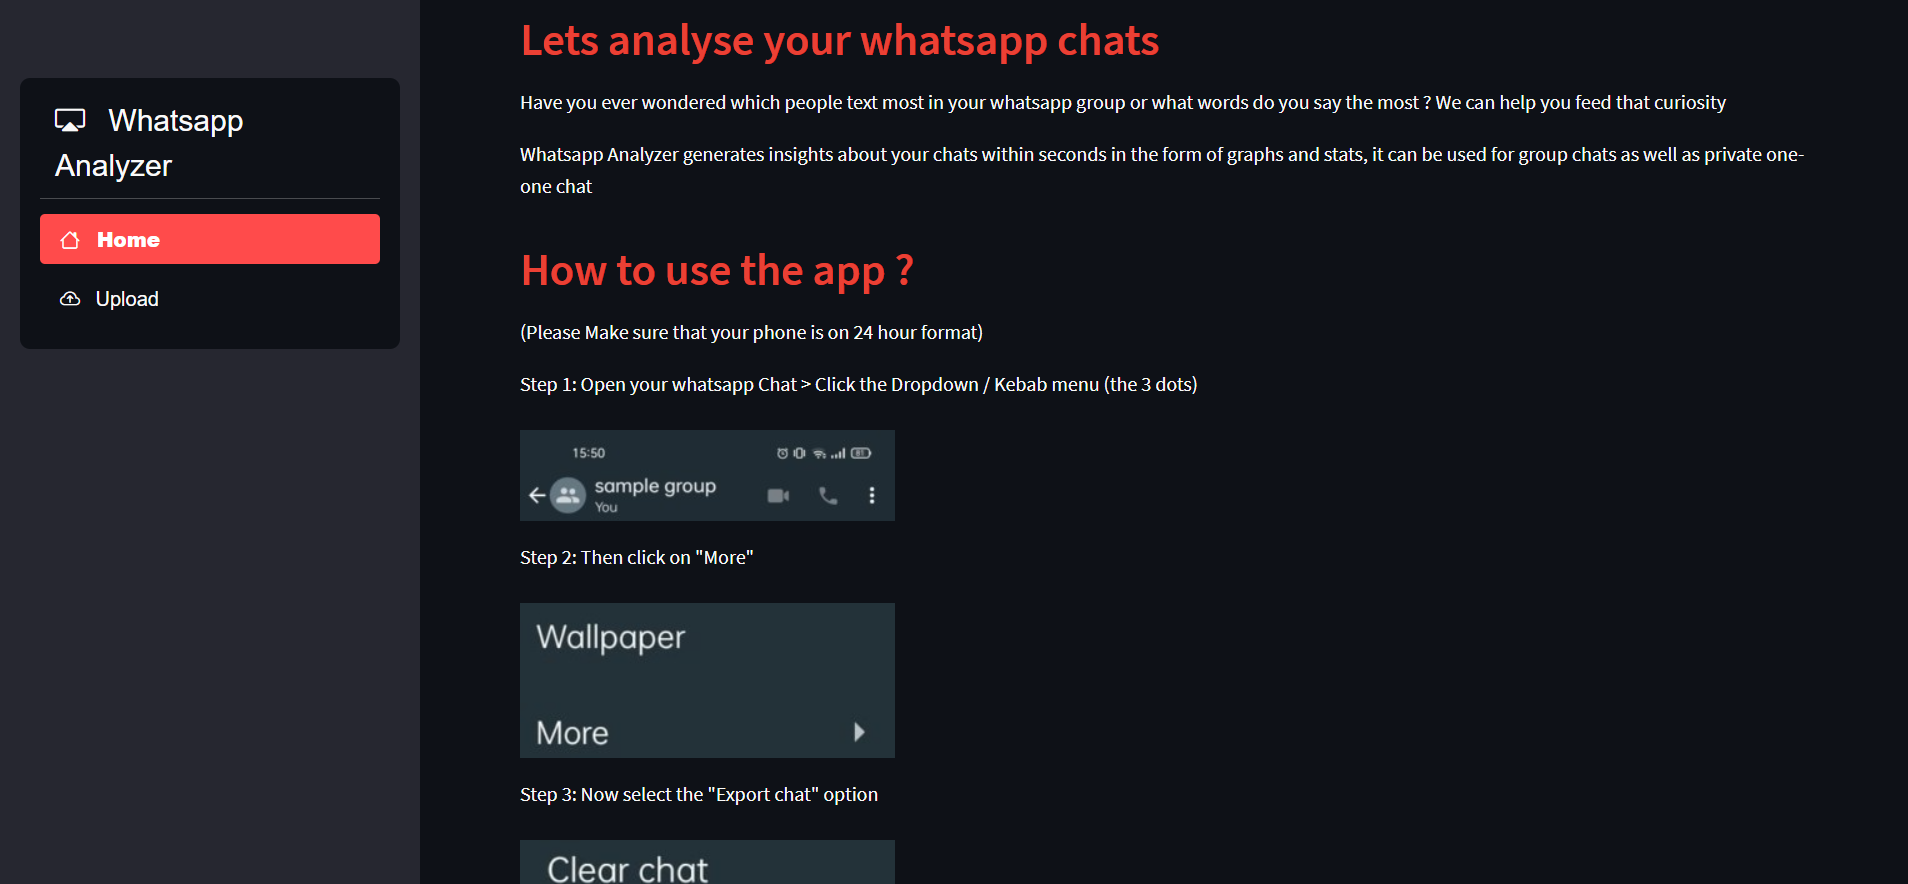 Whatsapp
Analyzer
Home
Upload
Lets analyse your whatsapp chats
Have you ever wondered which people text most in your whatsapp group or what words do you say the most ? We can help you feed that curiosity
Whatsapp Analyzer generates insights about your chats within seconds in the form of graphs and stats, it can be used for group chats as well as private one-
one chat
How to use the app ?
(Please Make sure that your phone is on 24 hour format)
Step 1: Open your whatsapp Chat > Click the Dropdown / Kebab menu (the 3 dots)
15:50
sample group
You
Step 2: Then click on "More"
Wallpaper
More
Step 3: Now select the "Export chat" option
Clear chat